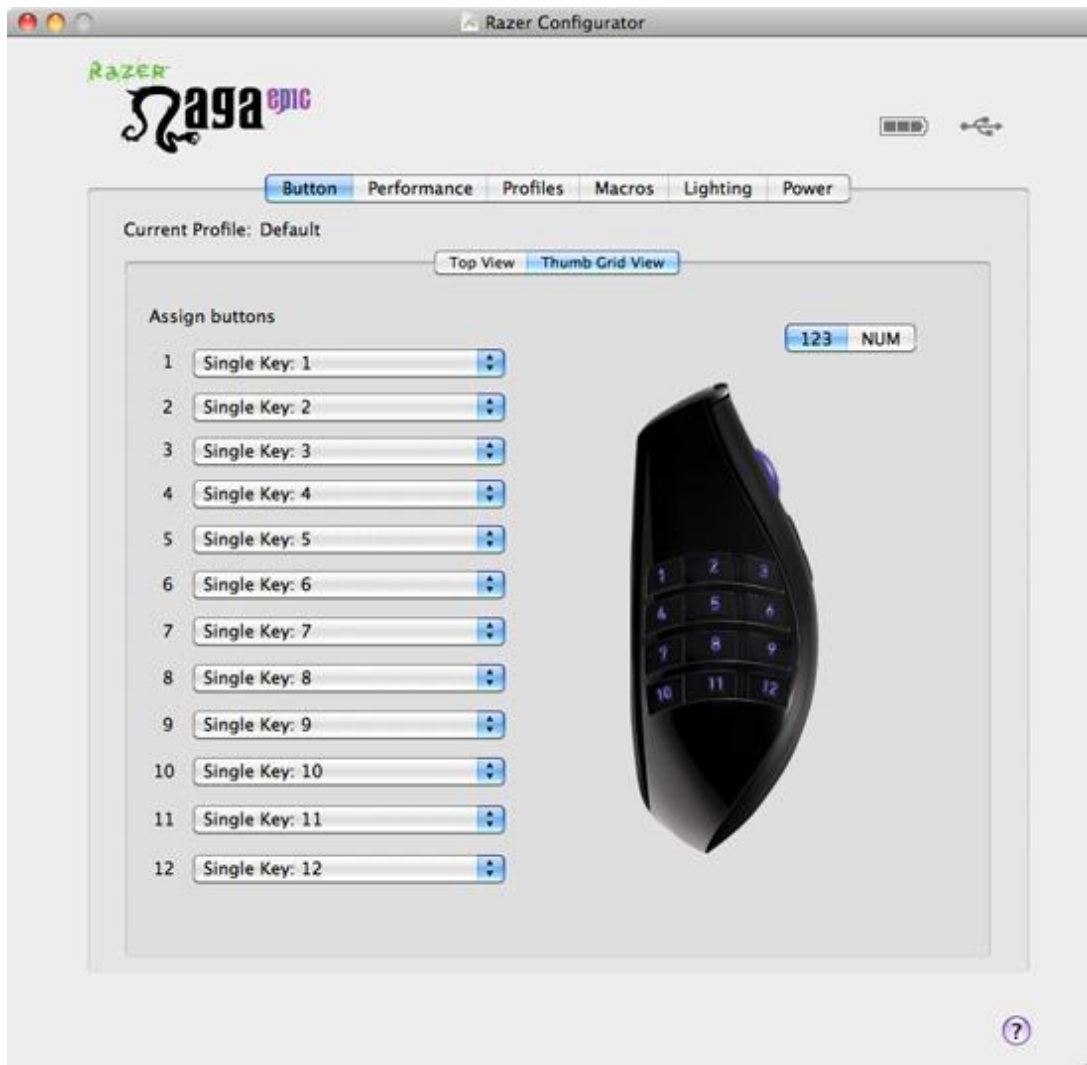 Razer Configurator
RAZER
Naga epic
Button Performance Profiles Macros Lighting Power
Current Profile: Default
Top View Thumb Grid View
Assign buttons
123 NUM
1 Single Key: 1
2 Single Key: 2
3 Single Key: 3
4 Single Key: 4
5 Single Key: 5
6 Single Key: 6
7 Single Key: 7
8 Single Key: 8
9 Single Key: 9
10 Single Key: 10
11 Single Key: 11
12 Single Key: 12
1 2 3
4 5 6
7 8 9
10 11 12
?